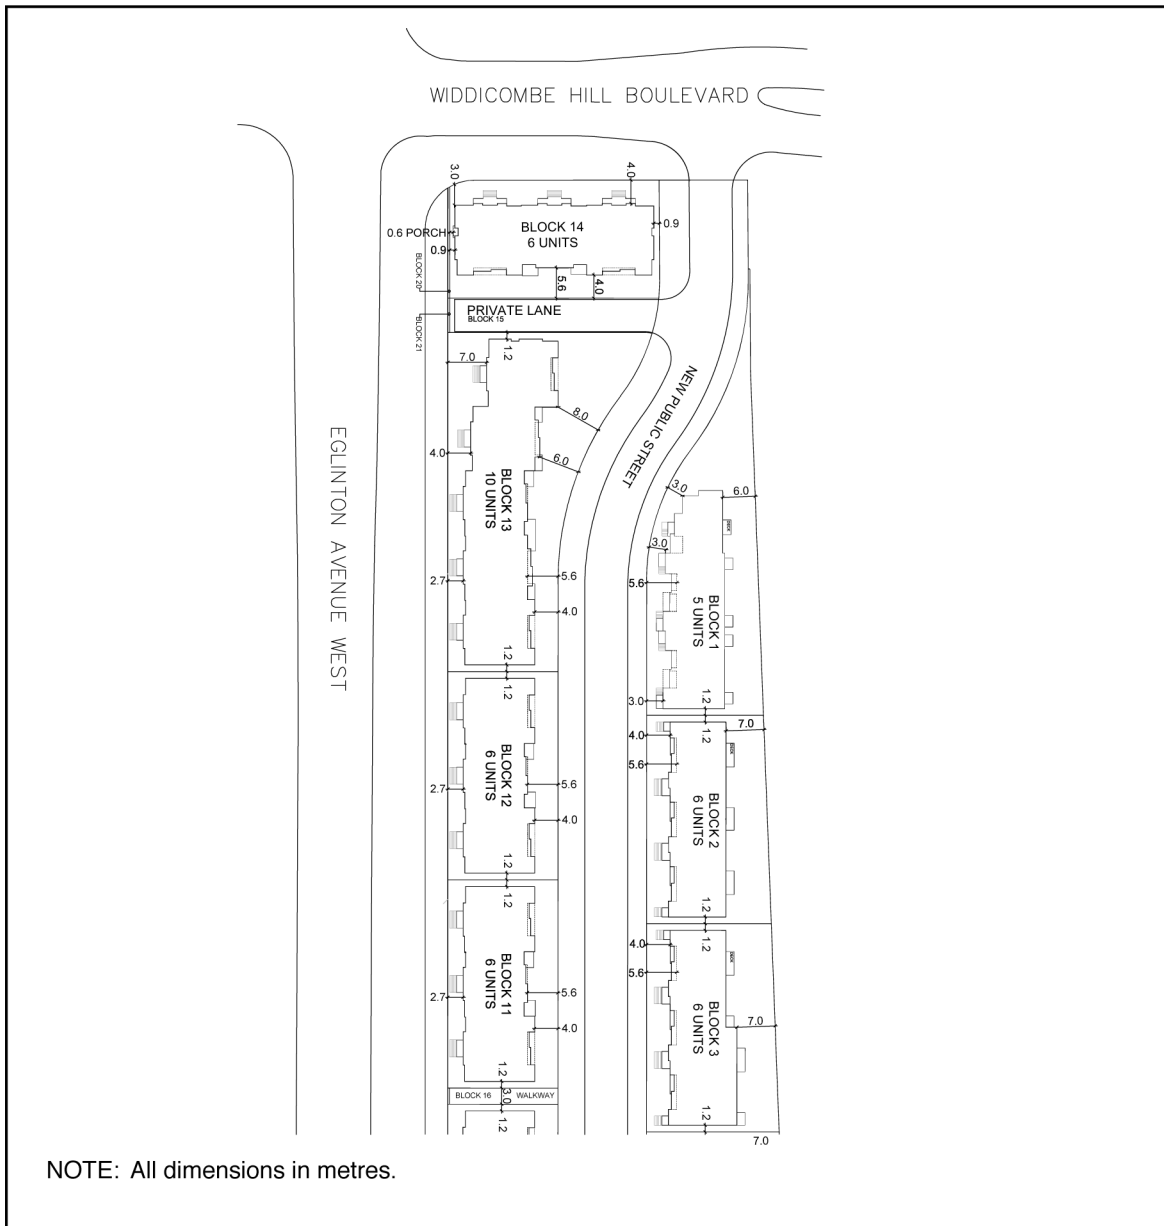 WIDDICOMBE HILL BOULEVARD
3.0
4.0
BLOCK 14
6 UNITS
0.6 PORCH
0.9
0.9
BLOCK 20
5.6
4.0
PRIVATE LANE
BLOCK 15
BLOCK 21
1.2
7.0
NEW PUBLIC STREET
8.0
EGLINTON AVENUE WEST
4.0
6.0
BLOCK 13
10 UNITS
3.0
6.0
DECK
3.0
2.7
5.6
5.6
4.0
BLOCK 1
5 UNITS
1.2
1.2
3.0
1.2
1.2
7.0
4.0
DECK
5.6
BLOCK 12
6 UNITS
2.7
5.6
4.0
BLOCK 2
6 UNITS
1.2
1.2
1.2
1.2
4.0
DECK
5.6
BLOCK 11
6 UNITS
2.7
5.6
4.0
7.0
BLOCK 3
6 UNITS
1.2
BLOCK 16
3.0
WALKWAY
1.2
1.2
7.0
NOTE: All dimensions in metres.